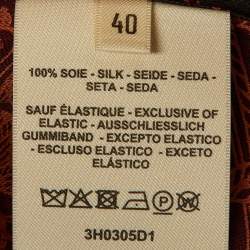 40
100% SOIE - SILK - SEIDE - SEDA -
SETA - SEDA
SAUF ÉLASTIQUE - EXCLUSIVE OF
ELASTIC - AUSSCHLIESSLICH
GUMMIBAND - EXCEPTO ELASTICO
- ESCLUSO ELASTICO - EXCETO
ELÁSTICO
P
3H0305D1